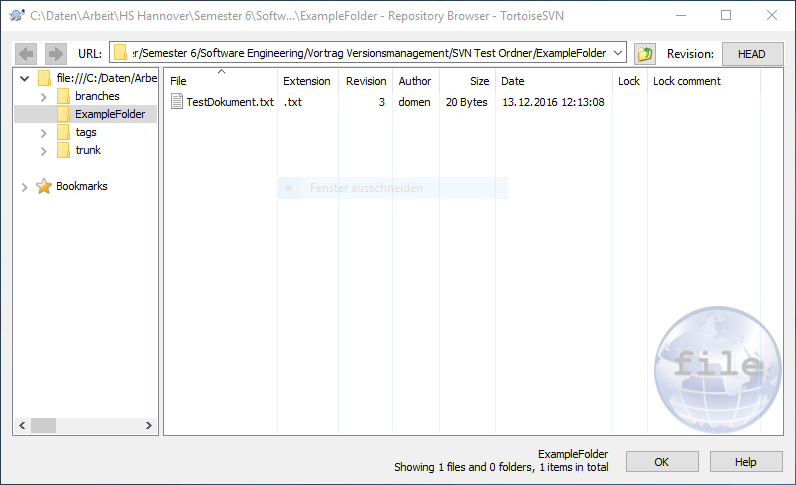 C:\Daten\Arbeit\HS Hannover\Semester 6\Softw...\ExampleFolder - Repository Browser - TortoiseSVN
URL: er/Semester 6/Software Engineering/Vortrag Versionsmanagement/SVN Test Ordner/ExampleFolder Revision: HEAD
file:///C:/Daten/Arbei
branches
ExampleFolder
tags
trunk
Bookmarks
File Extension Revision Author Size Date Lock Lock comment
TestDokument.txt .txt 3 domen 20 Bytes 13.12.2016 12:13:08
Fenster ausschneiden
file
ExampleFolder
Showing 1 files and 0 folders, 1 items in total
OK Help